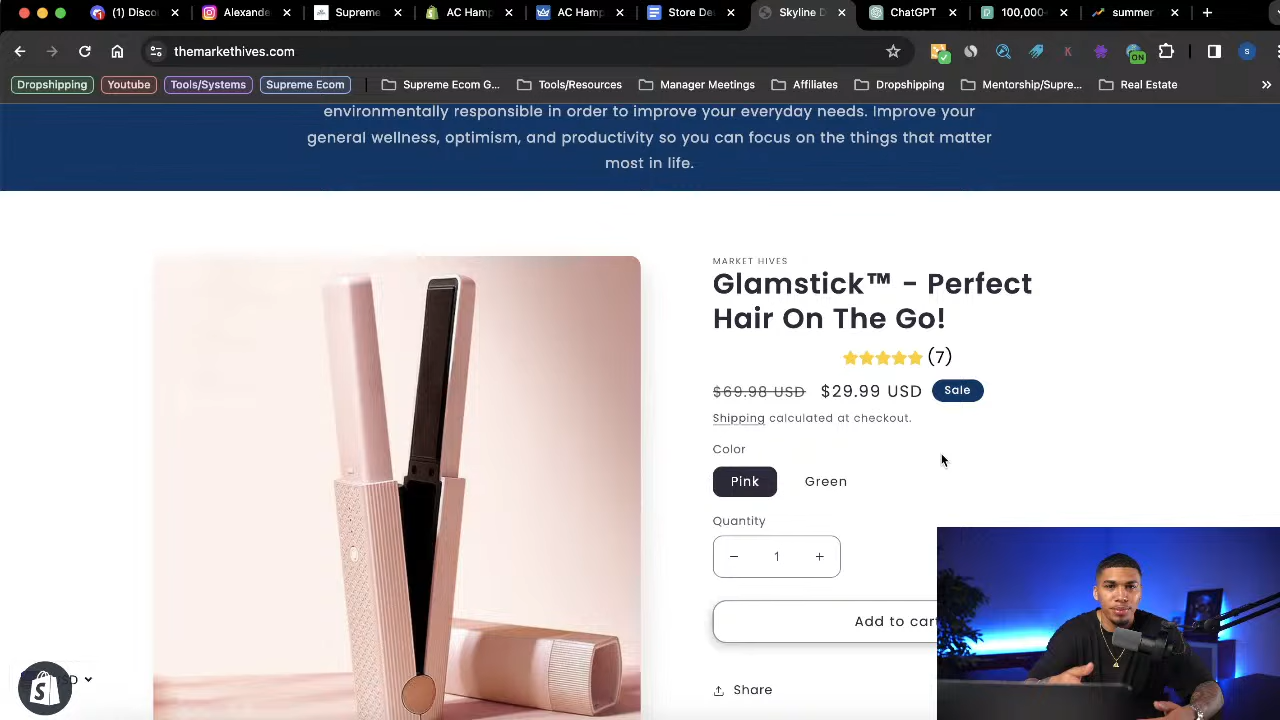 (1) Discor
Alexande
Supreme
AC Hamp
AC Hamp
Store De
Skyline D
ChatGPT
100,000
summer
themarkethives.com
K
ON
S
Dropshipping
Youtube
Tools/Systems
Supreme Ecom
Supreme Ecom G...
Tools/Resources
Manager Meetings
Affiliates
Dropshipping
Mentorship/Supre...
Real Estate
environmentally responsible in order to improve your everyday needs. Improve your
general wellness, optimism, and productivity so you can focus on the things that matter
most in life.
MARKET HIVES
Glamstick™ - Perfect
Hair On The Go!
(7)
$69.98 USD $29.99 USD Sale
Shipping calculated at checkout.
Color
Pink
Green
Quantity
− 1 +
Add to cart
Share